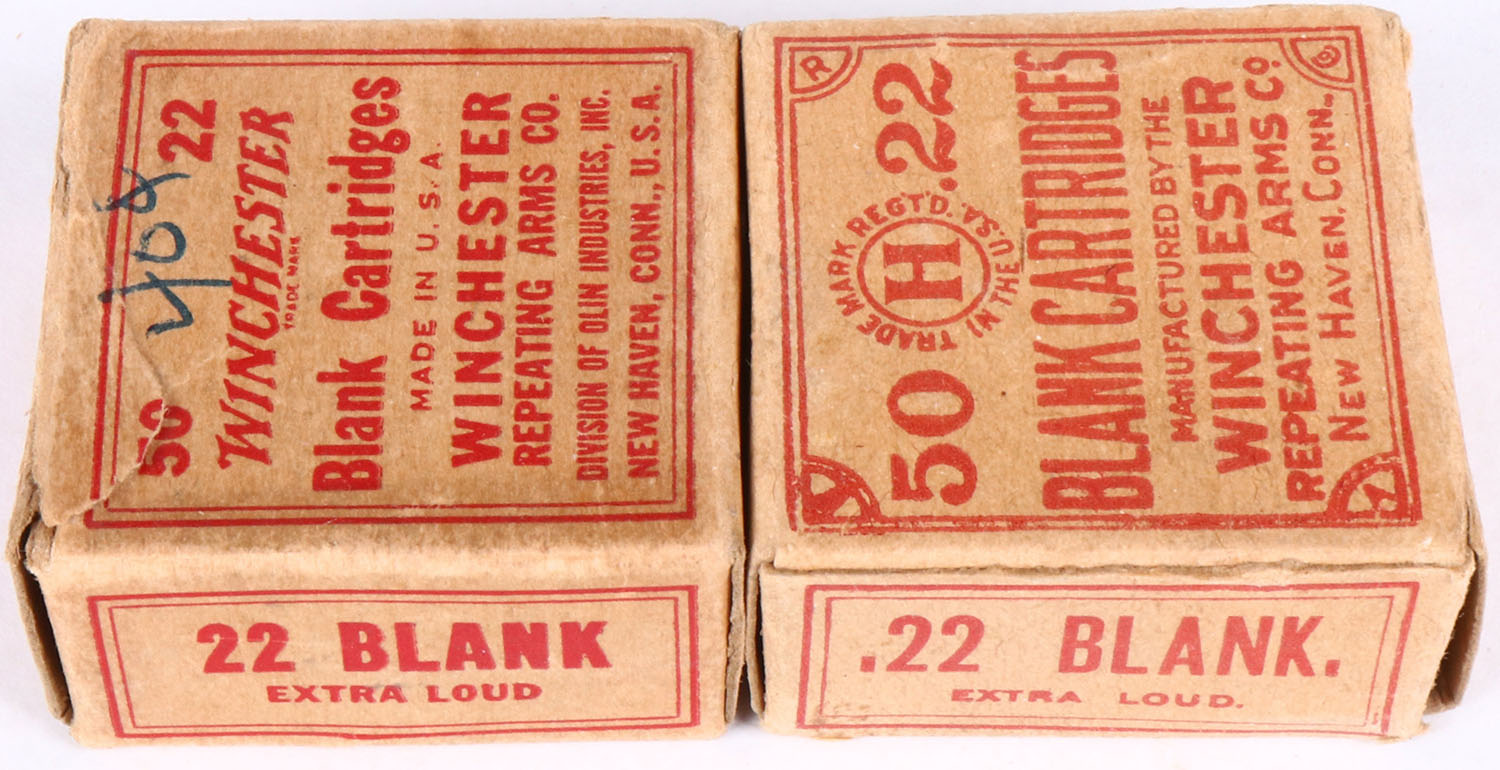 50 22
40¢
WINCHESTER
TRADE MARK
Blank Cartridges
MADE IN U.S.A.
WINCHESTER
REPEATING ARMS CO.
DIVISION OF OLIN INDUSTRIES, INC.
NEW HAVEN, CONN., U.S.A.
22 BLANK
EXTRA LOUD
50 .22
TRADE MARK REGT'D. IN THE U.S.A.
H
BLANK CARTRIDGES
MANUFACTURED BY THE
WINCHESTER
REPEATING ARMS CO.
NEW HAVEN, CONN.
R
.22 BLANK.
EXTRA LOUD.